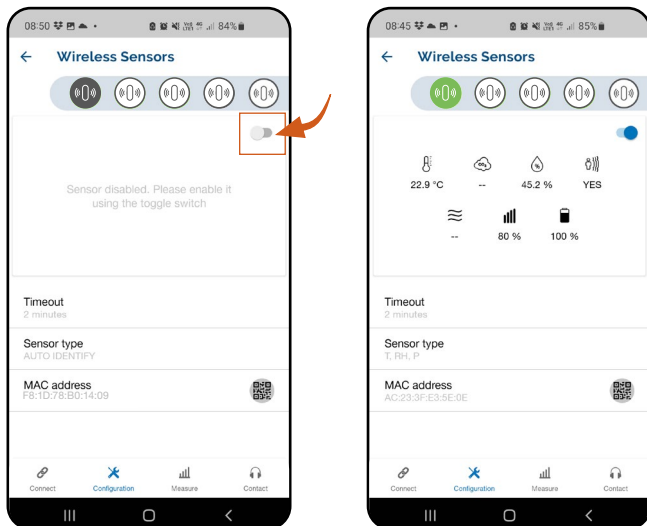 08:50
84%
Wireless Sensors
Sensor disabled. Please enable it
using the toggle switch
Timeout
2 minutes
Sensor type
AUTO IDENTIFY
MAC address
F8:1D:78:B0:14:09
Connect
Configuration
Measure
Contact
08:45
85%
Wireless Sensors
22.9 °C
--
45.2 %
YES
--
80 %
100 %
Timeout
2 minutes
Sensor type
T, RH, P
MAC address
AC:23:3F:E3:5E:0E
Connect
Configuration
Measure
Contact